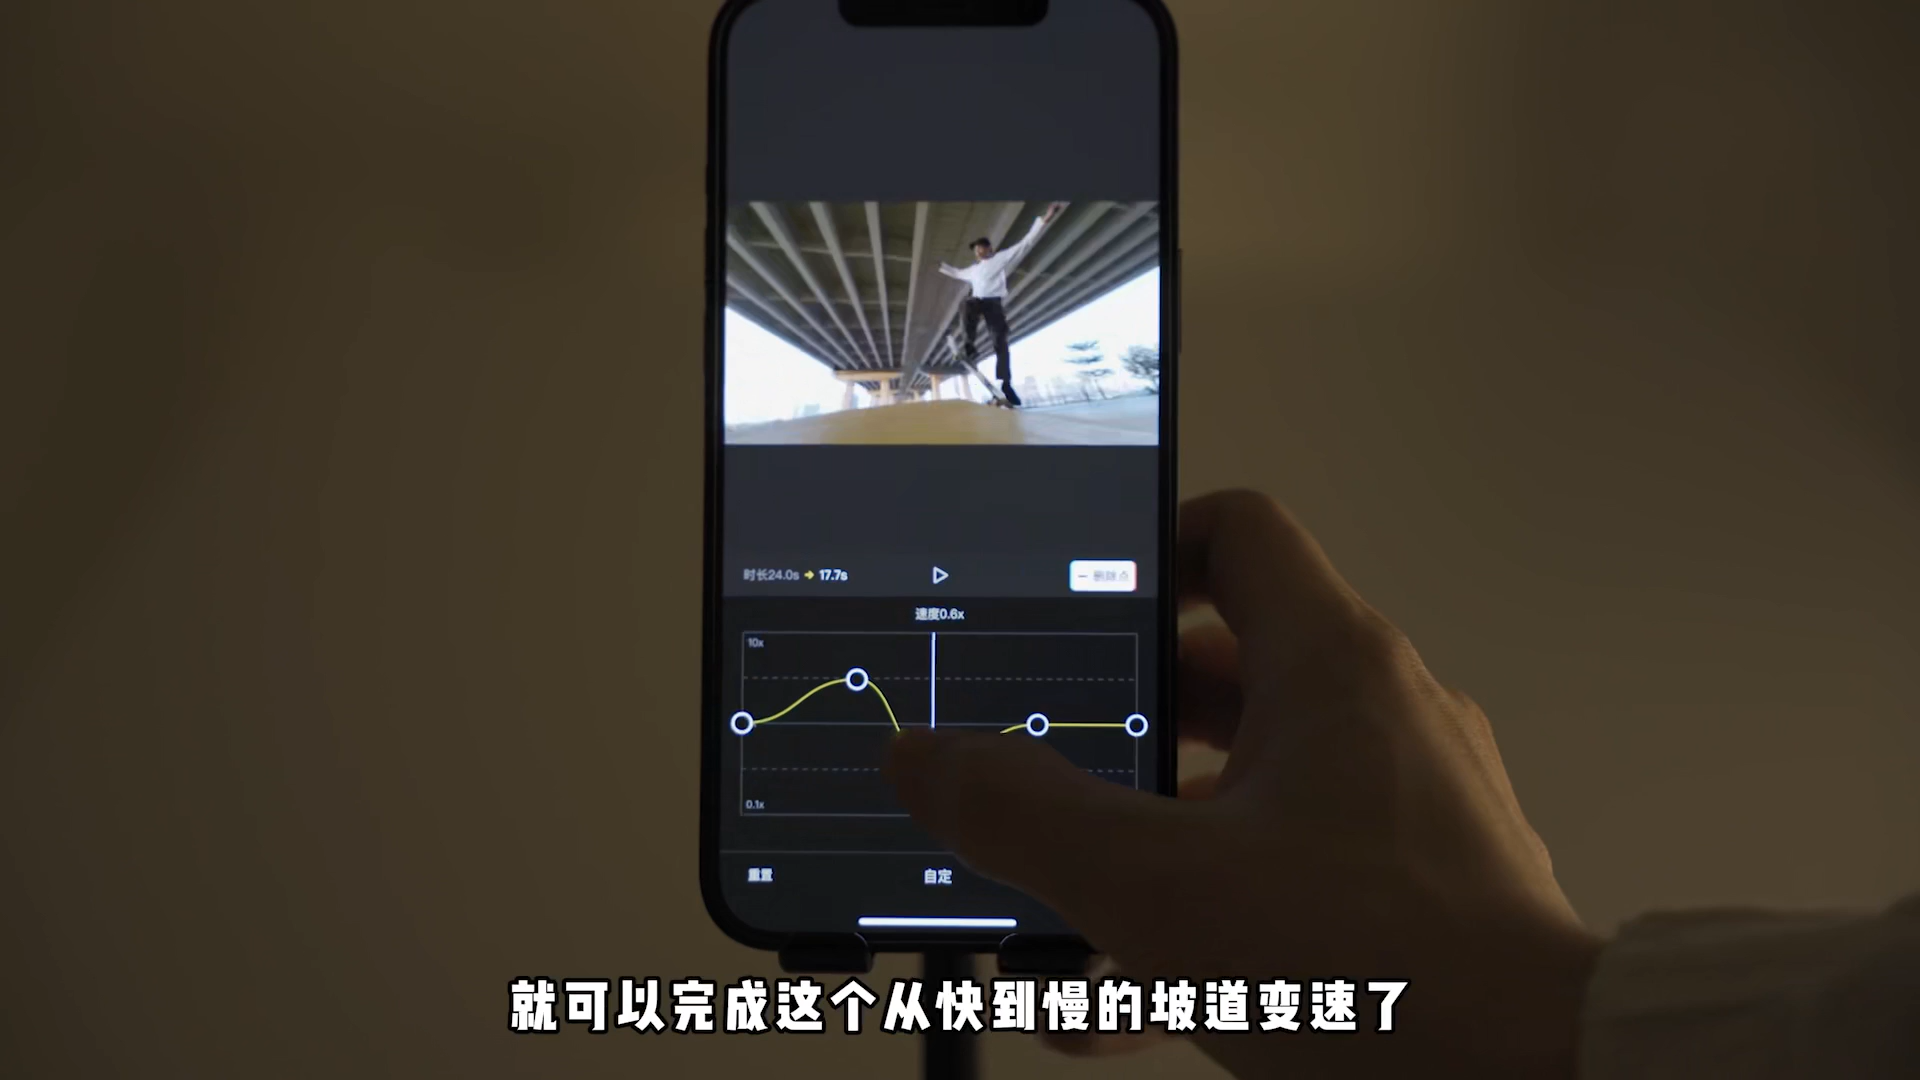 时长24.0s → 17.7s
— 删除点
速度0.6x
10x
0.1x
重置
自定
就可以完成这个从快到慢的坡道变速了